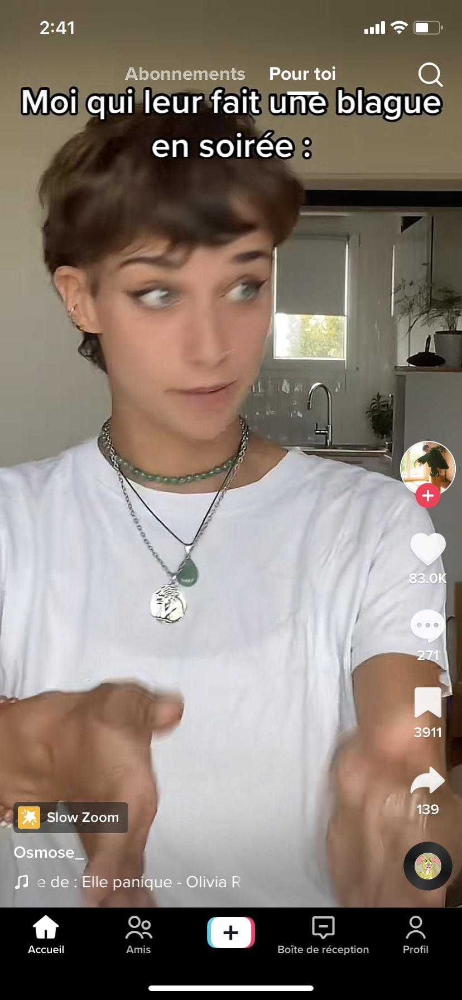 2:41
Abonnements Pour toi
Moi qui leur fait une blague
en soirée :
83.0K
271
3911
139
Slow Zoom
Osmose_
e de : Elle panique - Olivia R
Accueil Amis Boîte de réception Profil